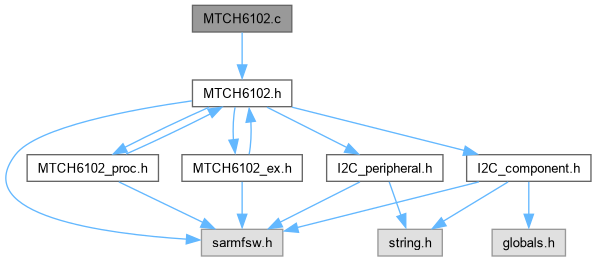 MTCH6102.c
MTCH6102.h
MTCH6102_proc.h
MTCH6102_ex.h
I2C_peripheral.h
I2C_component.h
sarmfsw.h
string.h
globals.h